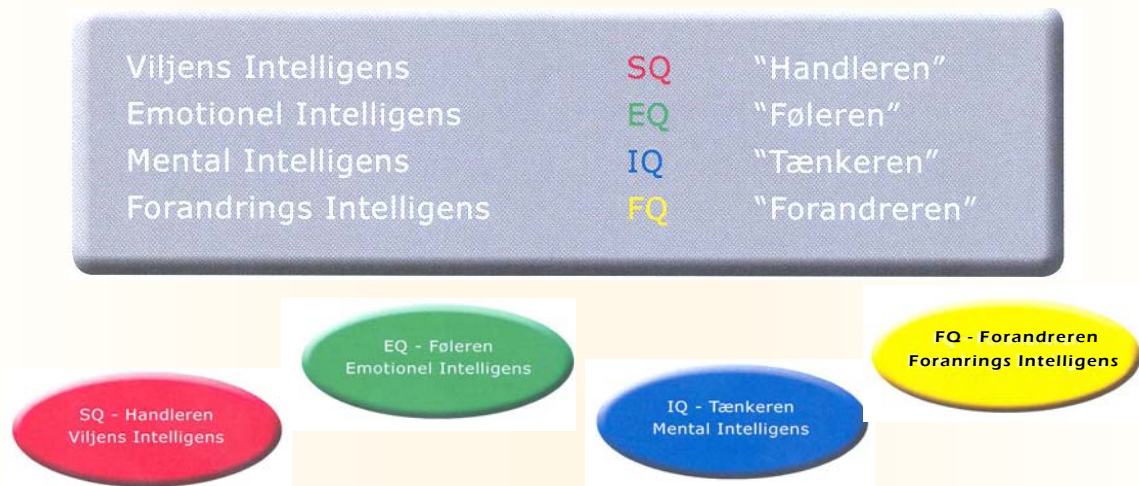 Viljens Intelligens SQ “Handleren”
Emotionel Intelligens EQ “Føleren”
Mental Intelligens IQ “Tænkeren”
Forandrings Intelligens FQ “Forandreren”
SQ - Handleren
Viljens Intelligens
EQ - Føleren
Emotionel Intelligens
IQ - Tænkeren
Mental Intelligens
FQ - Forandreren
Foranrings Intelligens